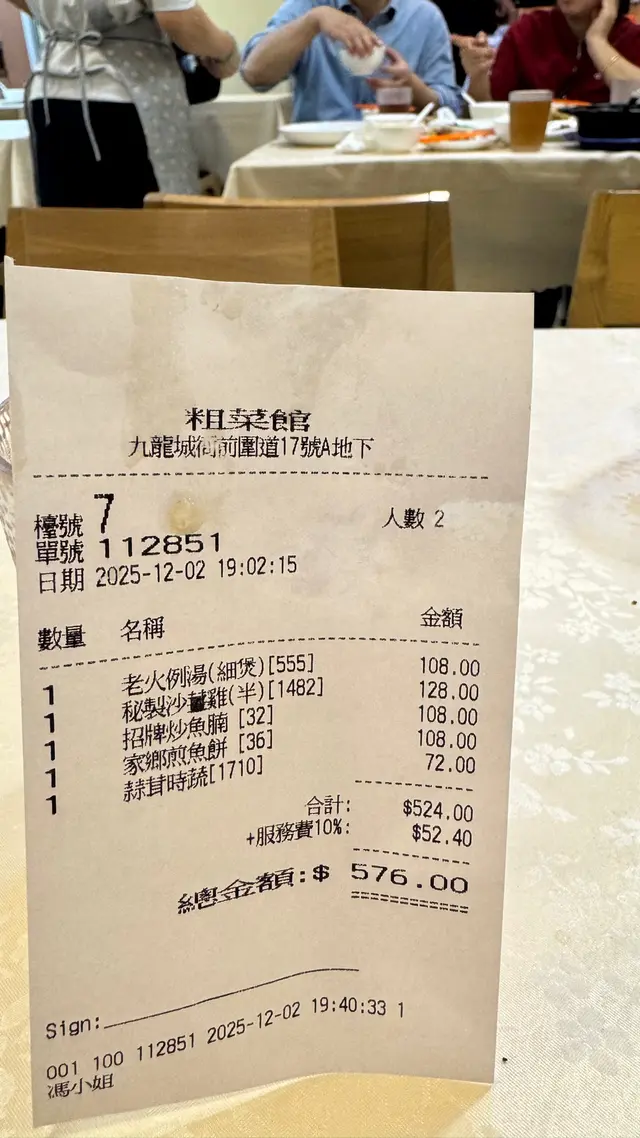 粗菜館
九龍城衙前圍道17號A地下
檯號 7 人數 2
單號 112851
日期 2025-12-02 19:02:15
數量 名稱 金額
1 老火例湯(細煲)[555] 108.00
1 秘製沙薑雞(半)[1482] 128.00
1 招牌炒魚腩 [32] 108.00
1 家鄉煎魚餅 [36] 108.00
1 蒜茸時蔬[1710] 72.00
合計: $524.00
+服務費10%: $52.40
總金額:$ 576.00
Sign:
001 100 112851 2025-12-02 19:40:33 1
馮小姐